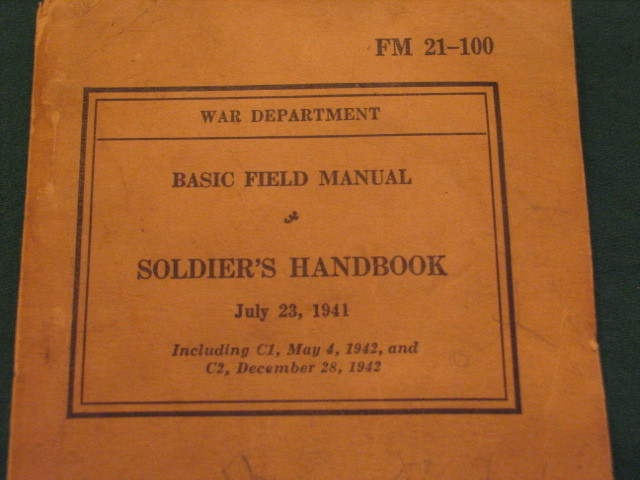 FM 21–100
WAR DEPARTMENT
BASIC FIELD MANUAL
SOLDIER'S HANDBOOK
July 23, 1941
Including C1, May 4, 1942, and
C2, December 28, 1942